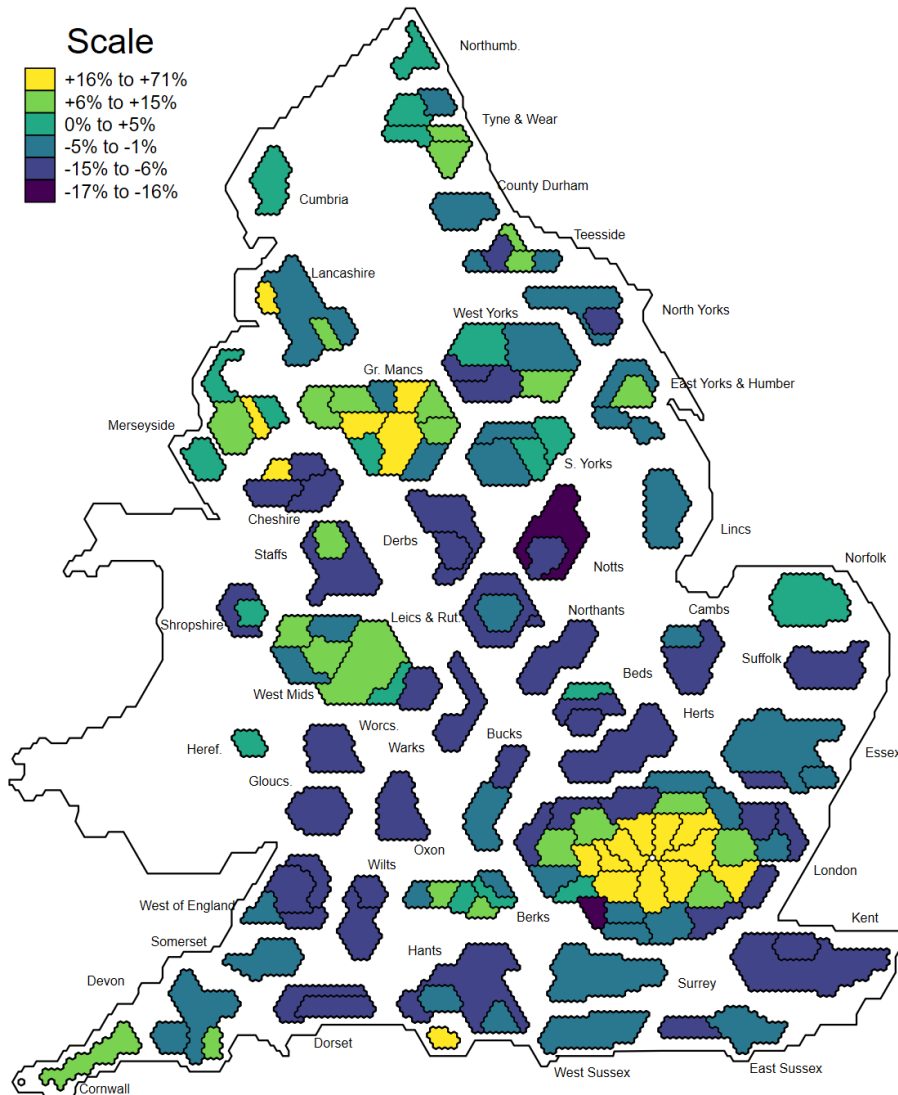 Scale
+16% to +71%
+6% to +15%
0% to +5%
-5% to -1%
-15% to -6%
-17% to -16%
Northumb.
Tyne & Wear
County Durham
Cumbria
Teesside
Lancashire
North Yorks
West Yorks
Gr. Mancs
East Yorks & Humber
Merseyside
S. Yorks
Cheshire
Lincs
Derbs
Staffs
Notts
Norfolk
Northants
Cambs
Leics & Rut.
Shropshire
Suffolk
Beds
West Mids
Herts
Worcs.
Warks
Bucks
Heref.
Essex
Gloucs.
Oxon
Wilts
London
West of England
Berks
Kent
Somerset
Hants
Devon
Surrey
Dorset
West Sussex
East Sussex
Cornwall